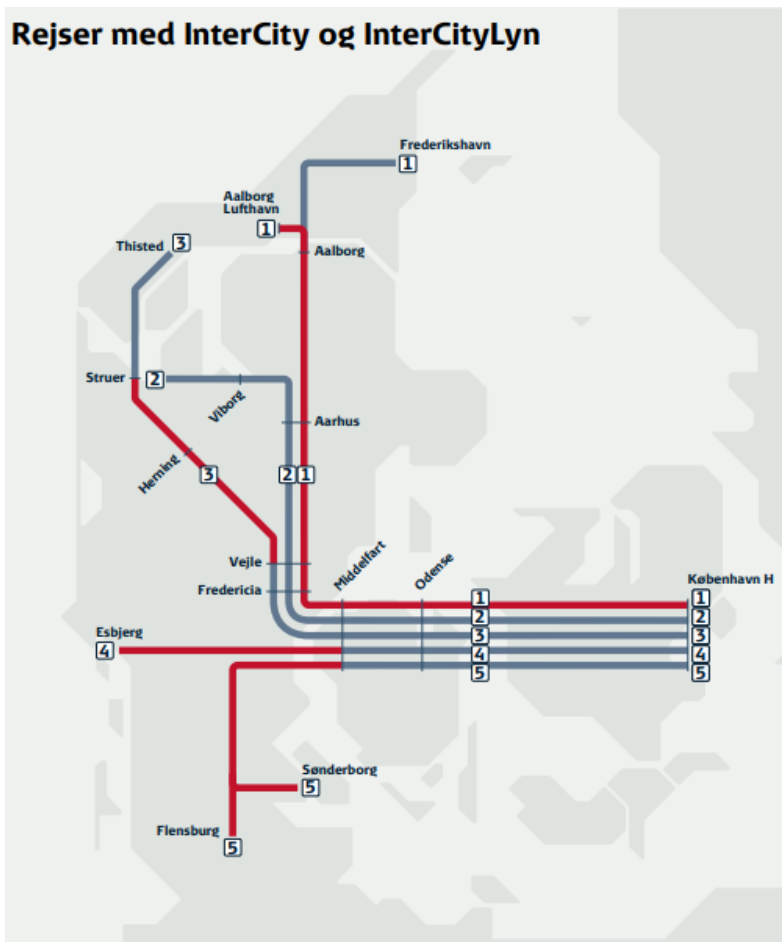 Rejser med InterCity og InterCityLyn
Frederikshavn
1
Aalborg
Lufthavn
1
Thisted
3
Aalborg
Struer
2
Viborg
Aarhus
Herning
3
2
1
Vejle
Middelfart
Odense
Fredericia
København H
1
1
2
2
3
3
Esbjerg
4
4
4
5
5
Sønderborg
5
Flensburg
5